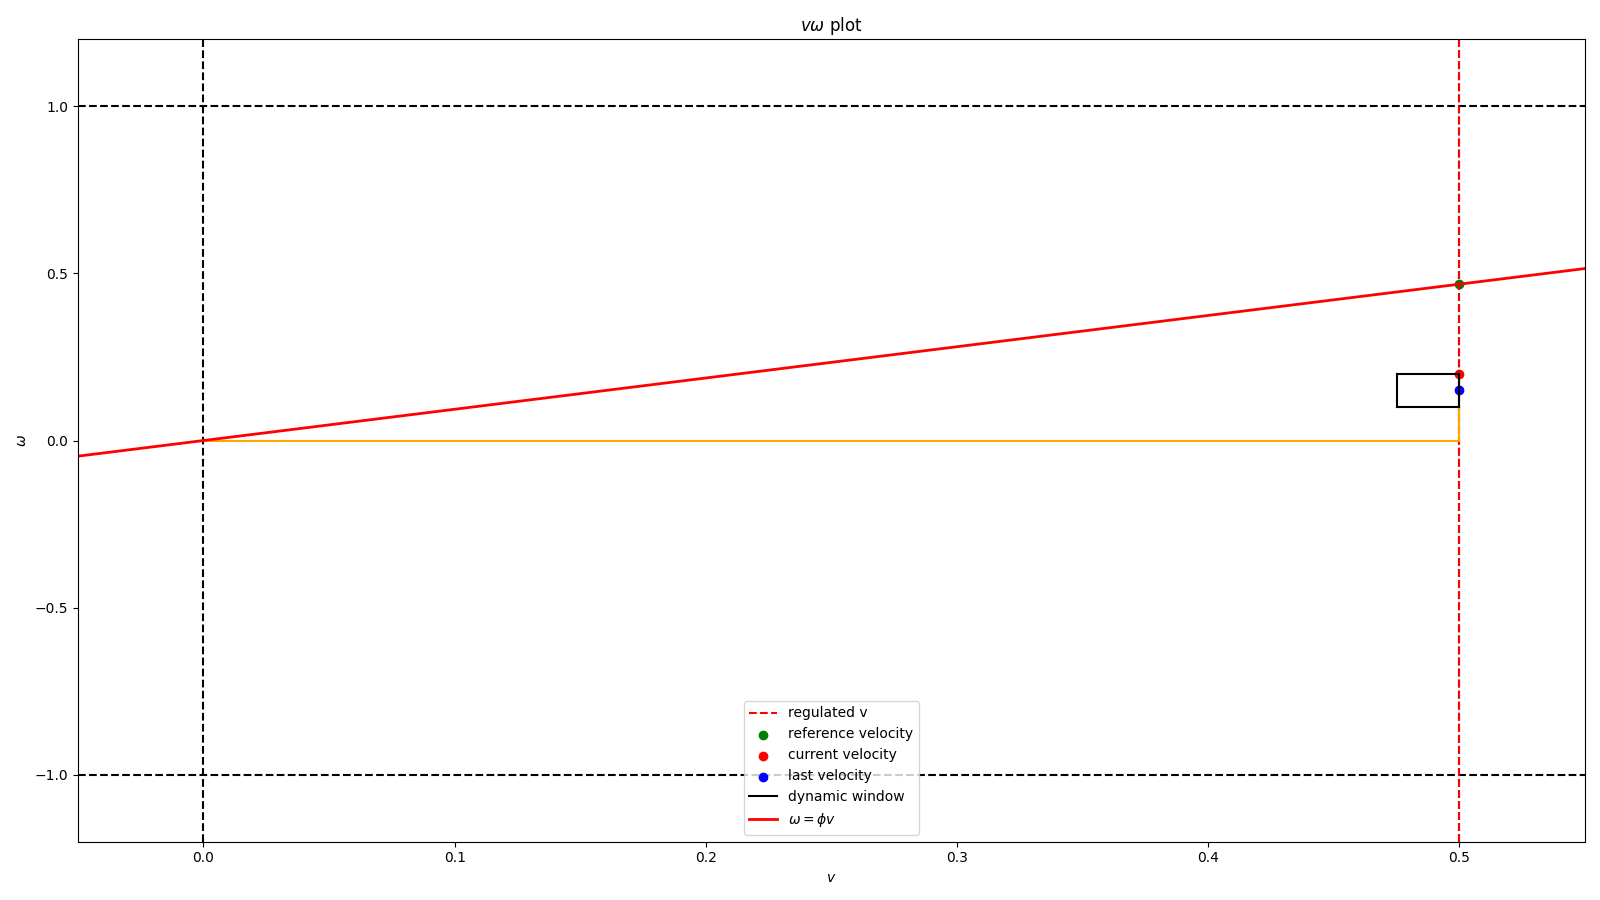 vω plot
1.0
0.5
0.0
−0.5
−1.0
ω
0.0 0.1 0.2 0.3 0.4 0.5
v
regulated v
reference velocity
current velocity
last velocity
dynamic window
ω = ϕv